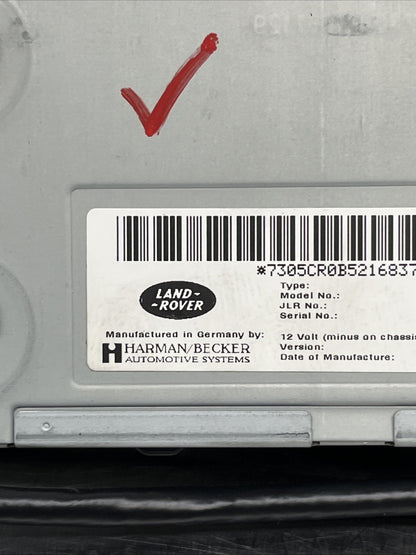 *7305CR0B5216837
LAND-
-ROVER
Type:
Model No.:
JLR No.:
Serial No.:
Manufactured in Germany by:
HARMAN/BECKER
AUTOMOTIVE SYSTEMS
12 Volt (minus on chassis
Version:
Date of Manufacture: